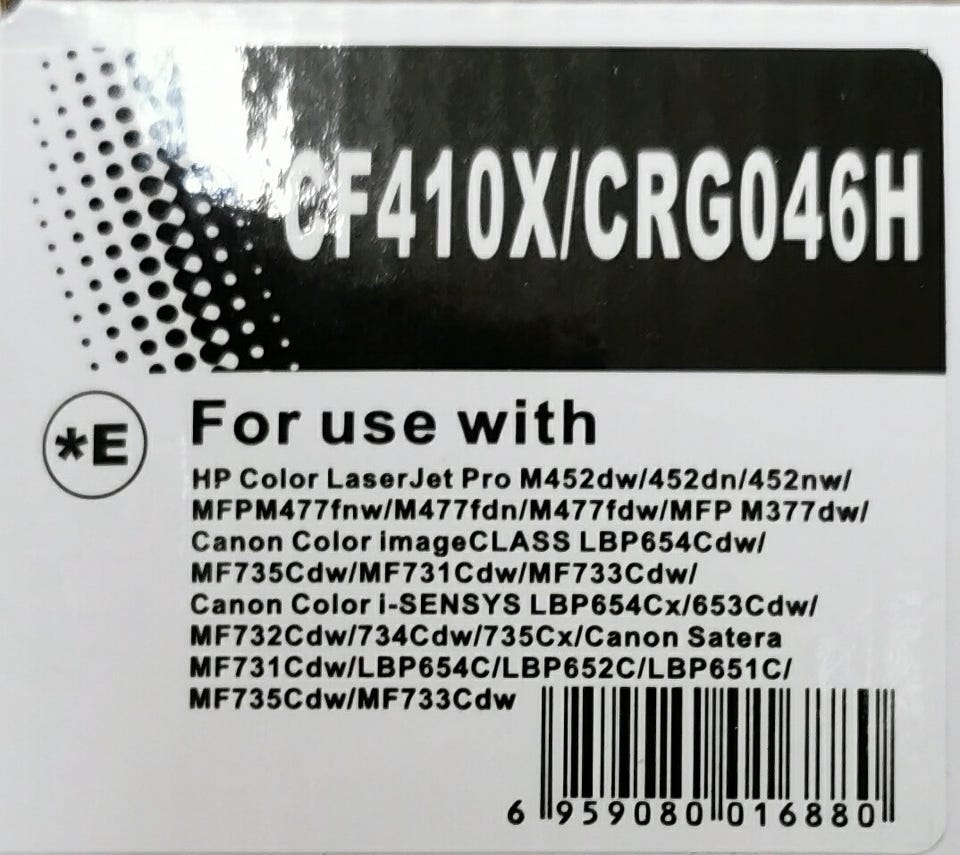 CF410X/CRG046H
*E
For use with
HP Color LaserJet Pro M452dw/452dn/452nw/
MFPM477fnw/M477fdn/M477fdw/MFP M377dw/
Canon Color imageCLASS LBP654Cdw/
MF735Cdw/MF731Cdw/MF733Cdw/
Canon Color i-SENSYS LBP654Cx/653Cdw/
MF732Cdw/734Cdw/735Cx/Canon Satera
MF731Cdw/LBP654C/LBP652C/LBP651C/
MF735Cdw/MF733Cdw
6 959080 016880